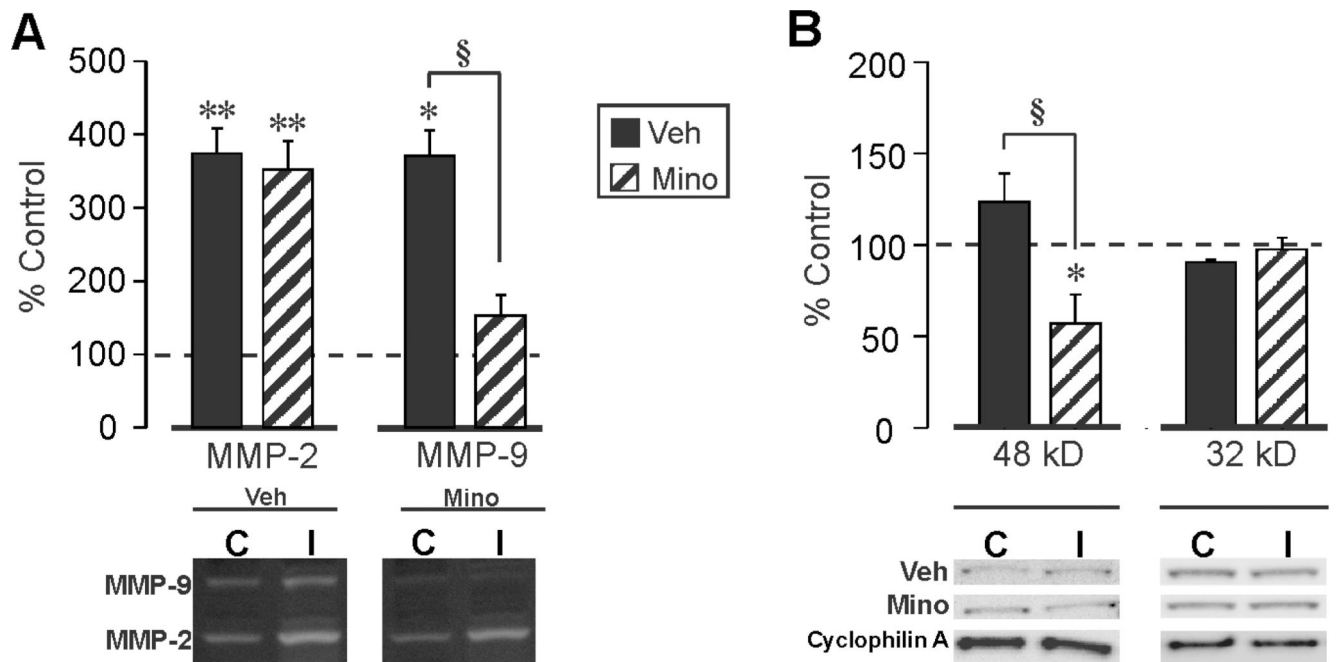 A
% Control
500
400
300
200
100
0
** ** * §
MMP-2 MMP-9
Veh
Mino
Veh Mino
C I C I
MMP-9
MMP-2
B
% Control
200
150
100
50
0
§
*
48 kD 32 kD
C I C I
Veh
Mino
Cyclophilin A